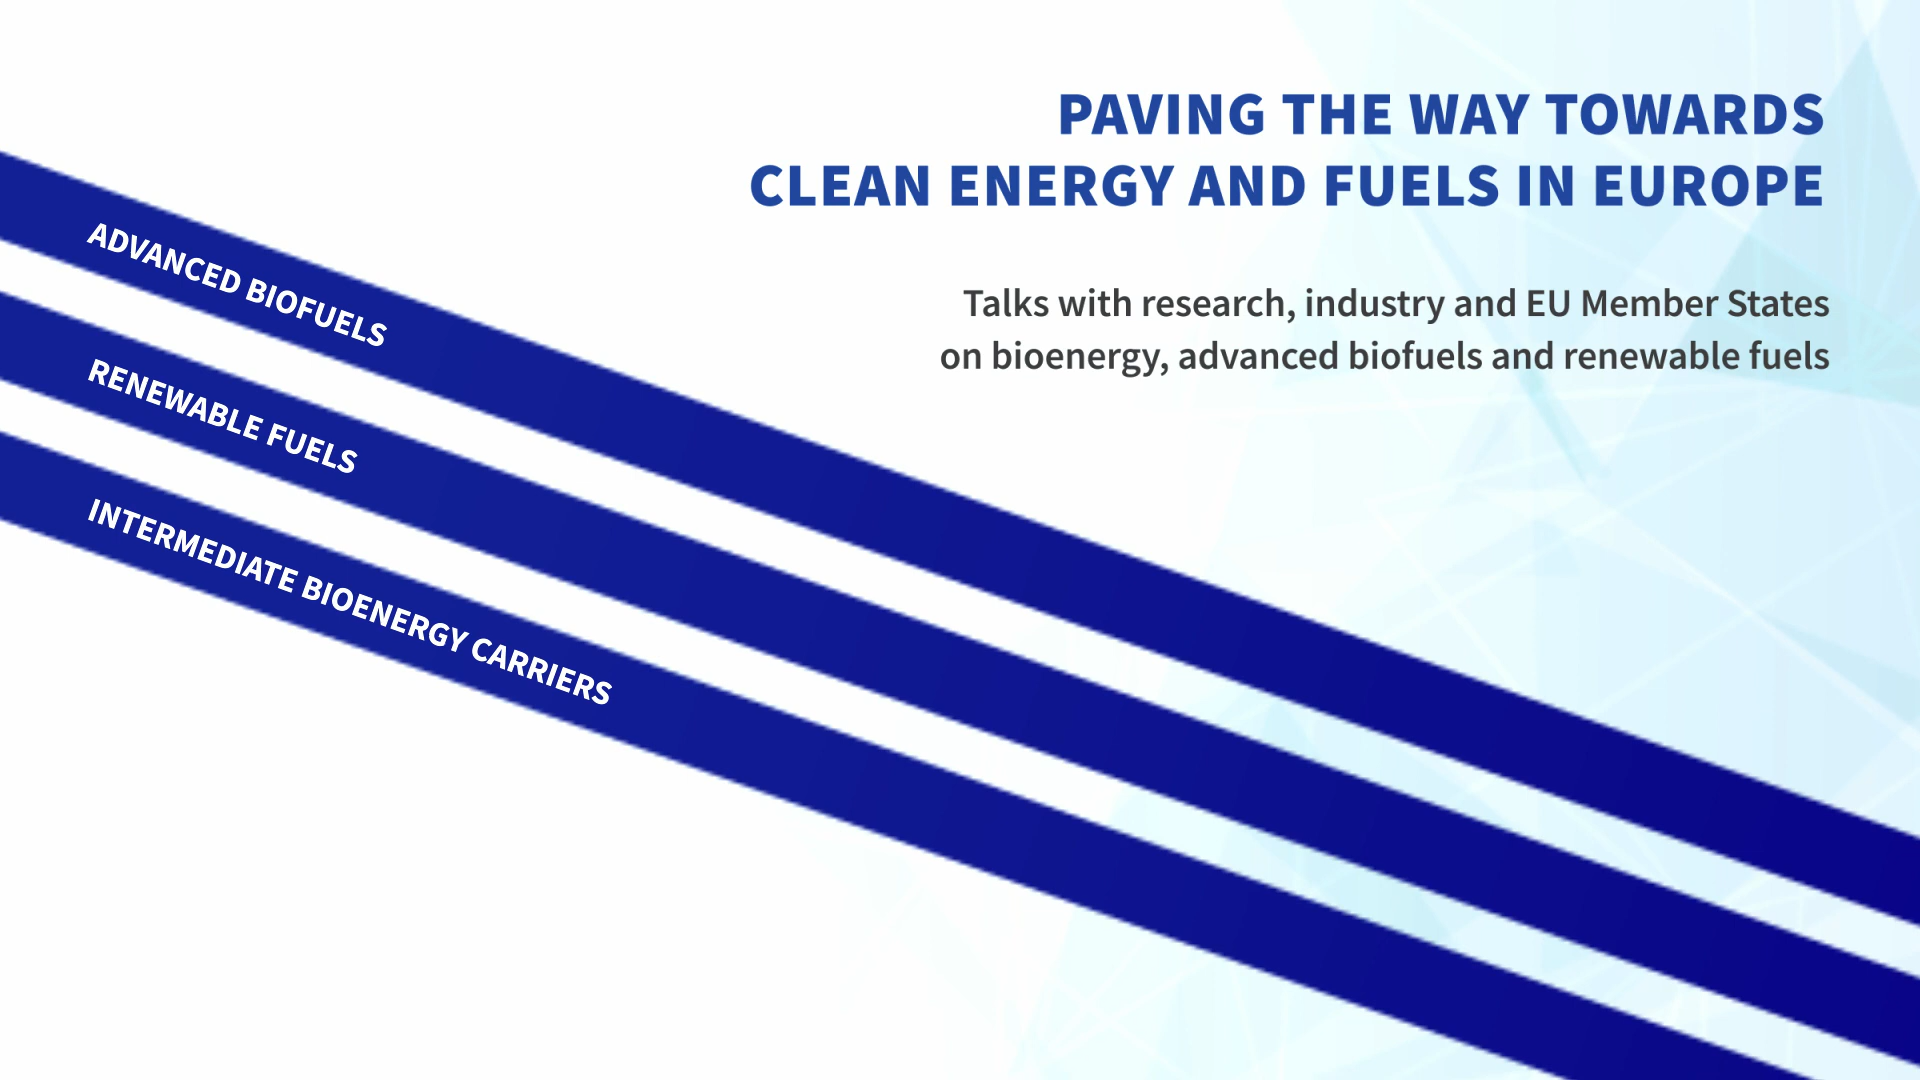 PAVING THE WAY TOWARDS
CLEAN ENERGY AND FUELS IN EUROPE
Talks with research, industry and EU Member States
on bioenergy, advanced biofuels and renewable fuels
ADVANCED BIOFUELS
RENEWABLE FUELS
INTERMEDIATE BIOENERGY CARRIERS